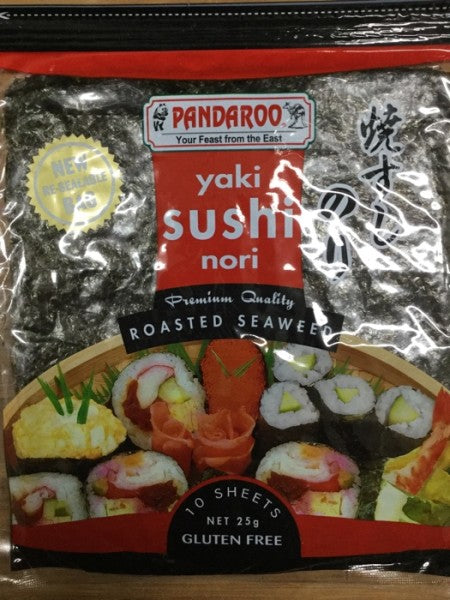 PANDAROO
Your Feast from the East
NEW
RE-SEALABLE
BAG
yaki
sushi
nori
焼すし
のり
Premium Quality
ROASTED SEAWEED
10 SHEETS
NET 25g
GLUTEN FREE